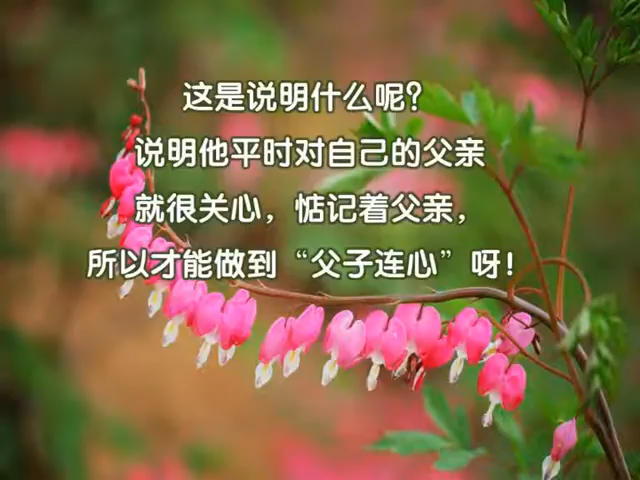 这是说明什么呢？
说明他平时对自己的父亲
就很关心，惦记着父亲，
所以才能做到“父子连心”呀！